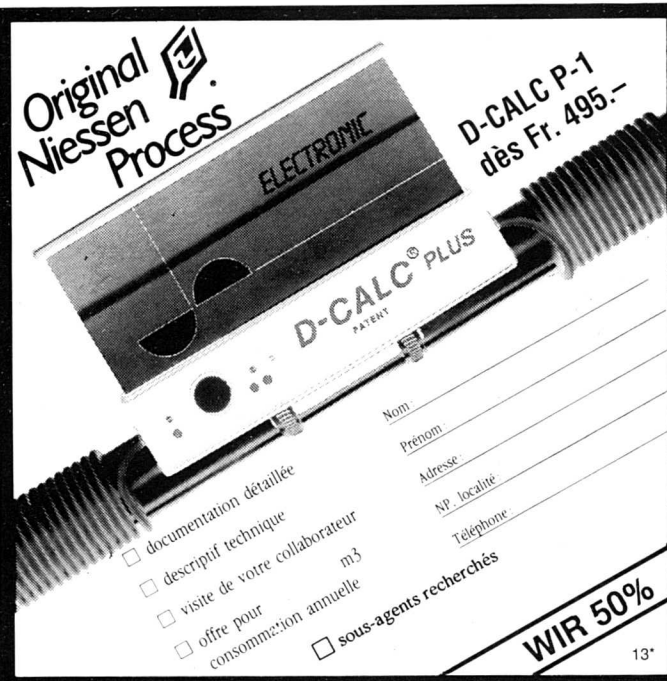 Original
Niessen
Process
D-CALC P-1
dès Fr. 495.–
ELECTRONIC
D-CALC® PLUS
PATENT
Nom:
Prénom:
Adresse:
NP. localité:
Téléphone:
☐ documentation détaillée
☐ descriptif technique
☐ visite de votre collaborateur
☐ offre pour m3
consommation annuelle
☐ sous-agents recherchés
WIR 50%
13*